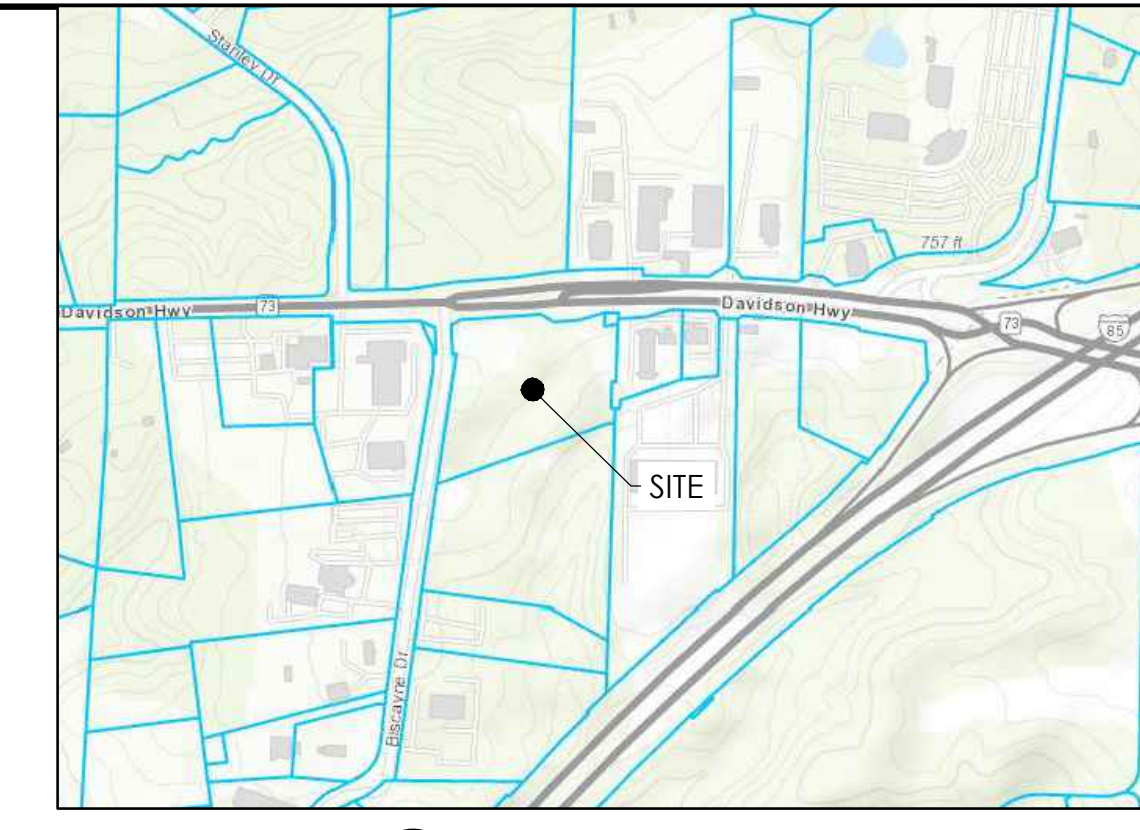 Stanley Dr
757 ft
Davidson Hwy
73
Davidson Hwy
73
85
SITE
Biscayne Dr